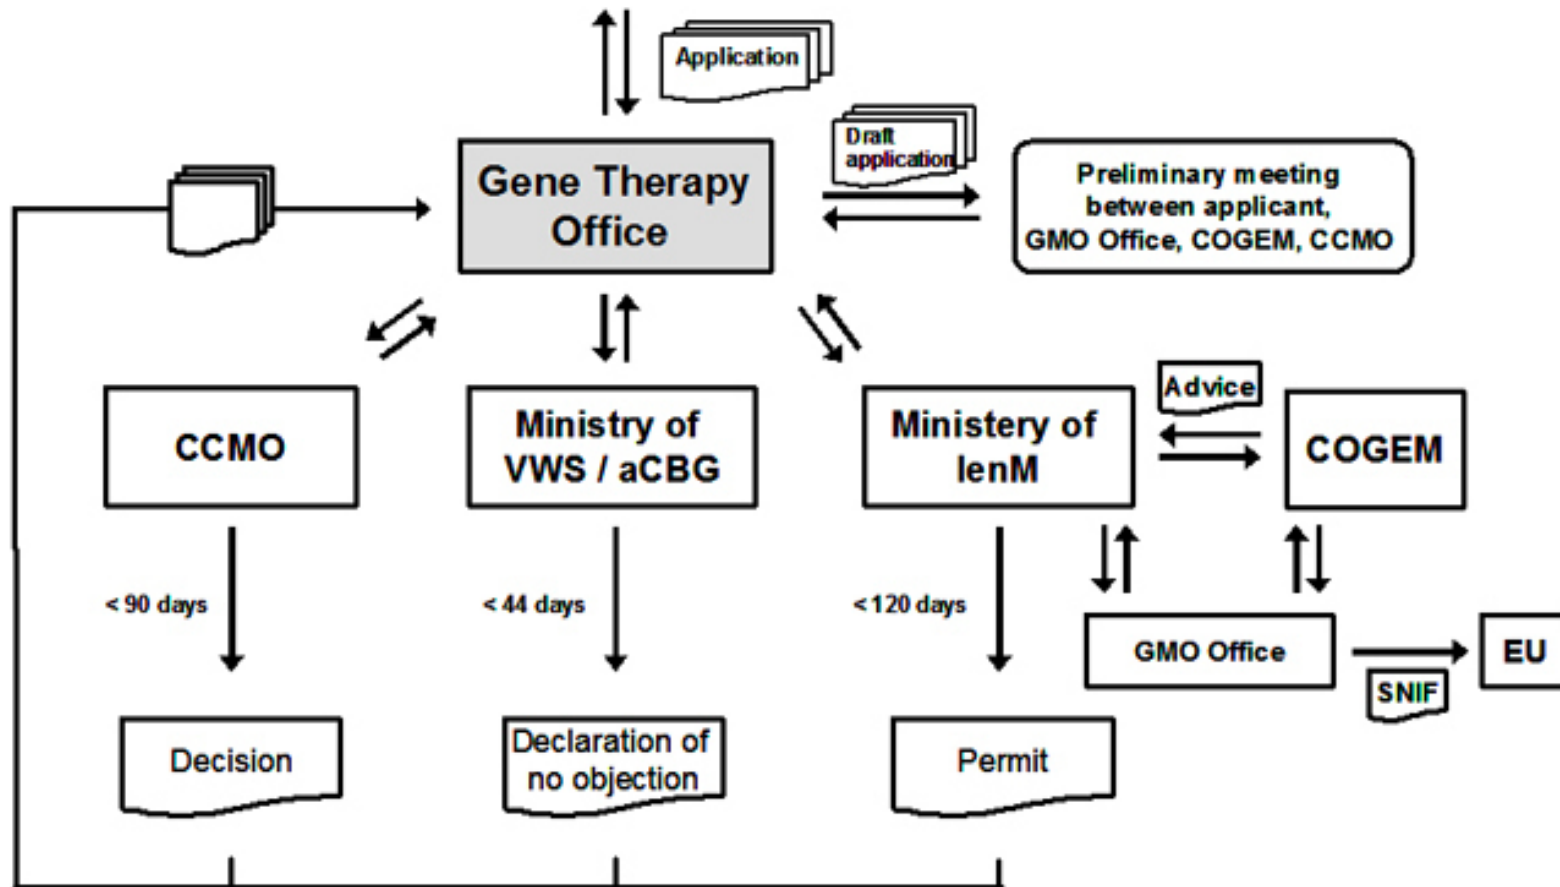 Application
Draft
application
Gene Therapy
Office
Preliminary meeting
between applicant,
GMO Office, COGEM, CCMO
CCMO
Ministry of
VWS / aCBG
Ministery of
IenM
Advice
COGEM
< 90 days
< 44 days
< 120 days
GMO Office
EU
SNIF
Decision
Declaration of
no objection
Permit